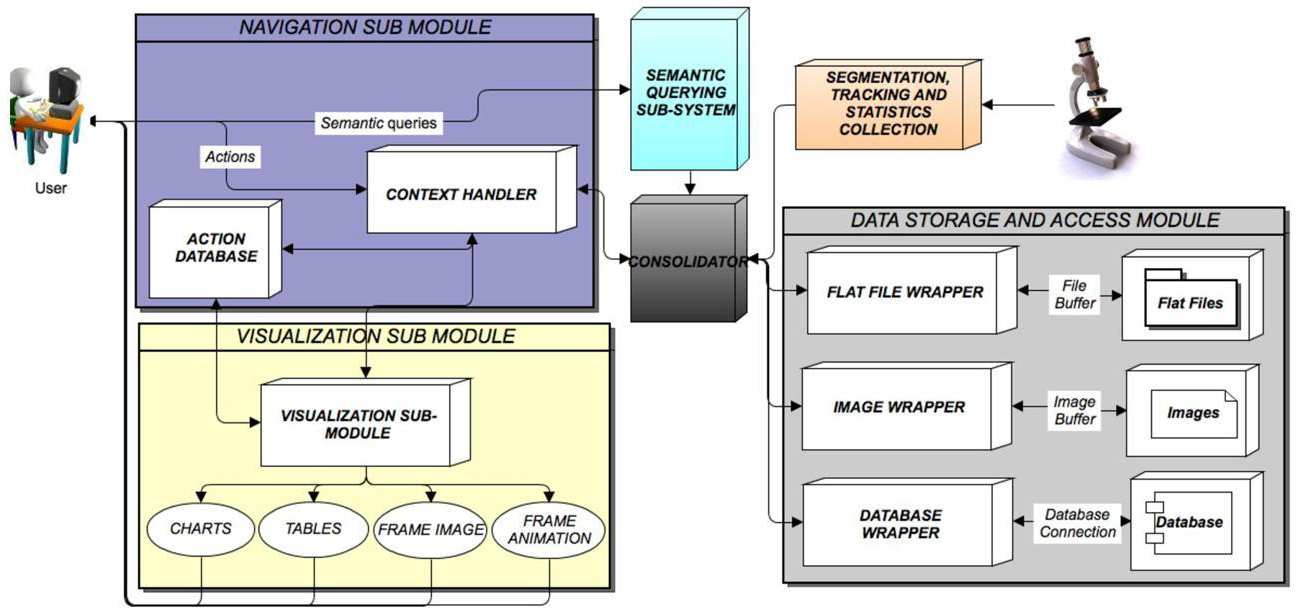 NAVIGATION SUB MODULE
User
Semantic queries
Actions
CONTEXT HANDLER
ACTION
DATABASE
SEMANTIC
QUERYING
SUB-SYSTEM
SEGMENTATION,
TRACKING AND
STATISTICS
COLLECTION
CONSOLIDATOR
VISUALIZATION SUB MODULE
VISUALIZATION SUB-
MODULE
CHARTS
TABLES
FRAME IMAGE
FRAME
ANIMATION
DATA STORAGE AND ACCESS MODULE
FLAT FILE WRAPPER
File
Buffer
Flat Files
IMAGE WRAPPER
Image
Buffer
Images
DATABASE
WRAPPER
Database
Connection
Database